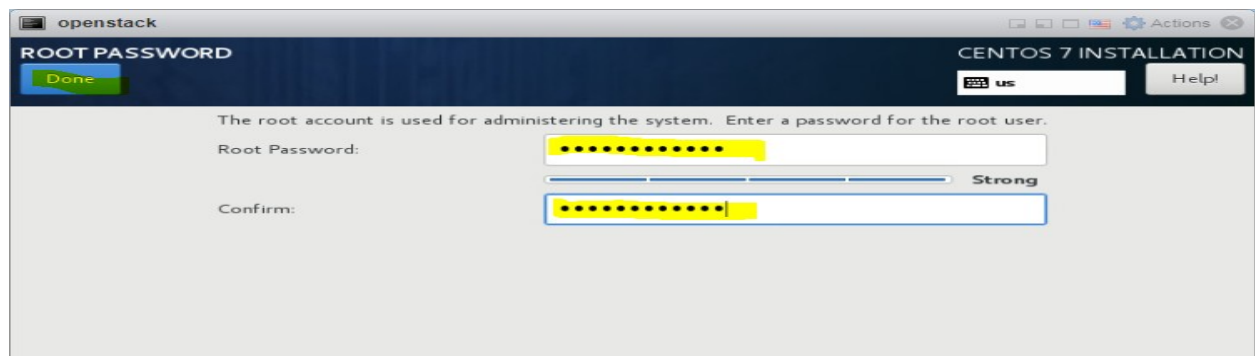 openstack
Actions
ROOT PASSWORD
CENTOS 7 INSTALLATION
Done
us
Help!
The root account is used for administering the system. Enter a password for the root user.
Root Password:
••••••••••••
Strong
Confirm:
••••••••••••